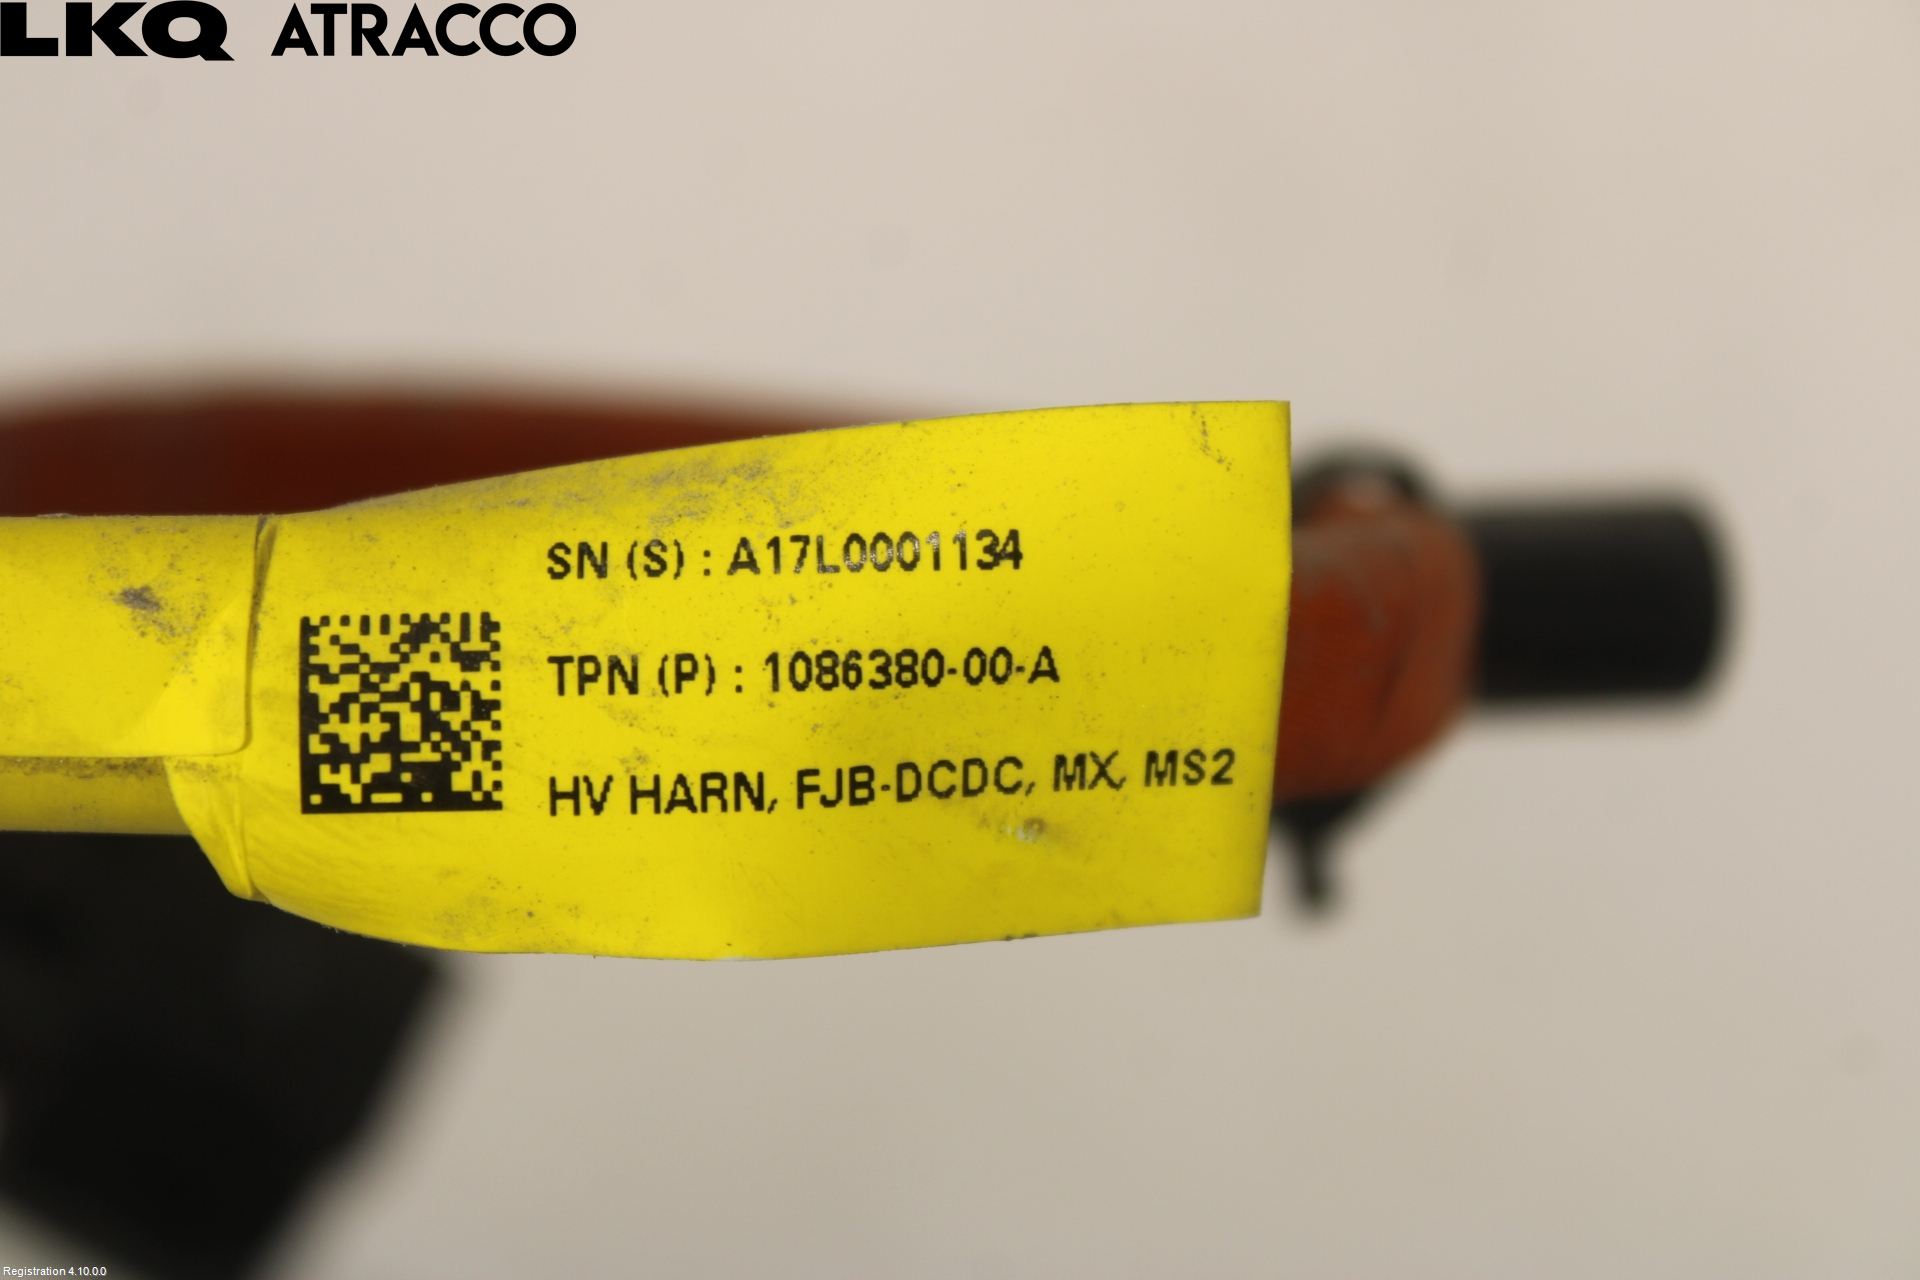 LKQ ATRACCO
SN (S) : A17L0001134
TPN (P) : 1086380-00-A
HV HARN, FJB-DCDC, MX, MS2
Registration 4.10.0.0